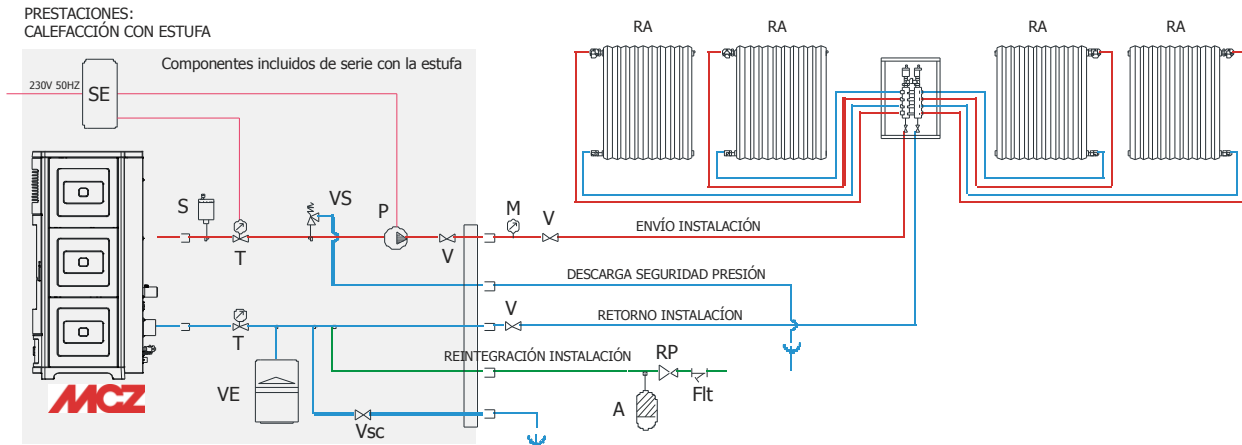 PRESTACIONES:
CALEFACCIÓN CON ESTUFA
Componentes incluidos de serie con la estufa
230V 50HZ
SE
RA
RA
RA
RA
S
T
VS
P
V
M
V
ENVÍO INSTALACIÓN
DESCARGA SEGURIDAD PRESIÓN
T
V
RETORNO INSTALACÍON
REINTEGRACIÓN INSTALACIÓN
RP
Flt
A
VE
Vsc
MCZ